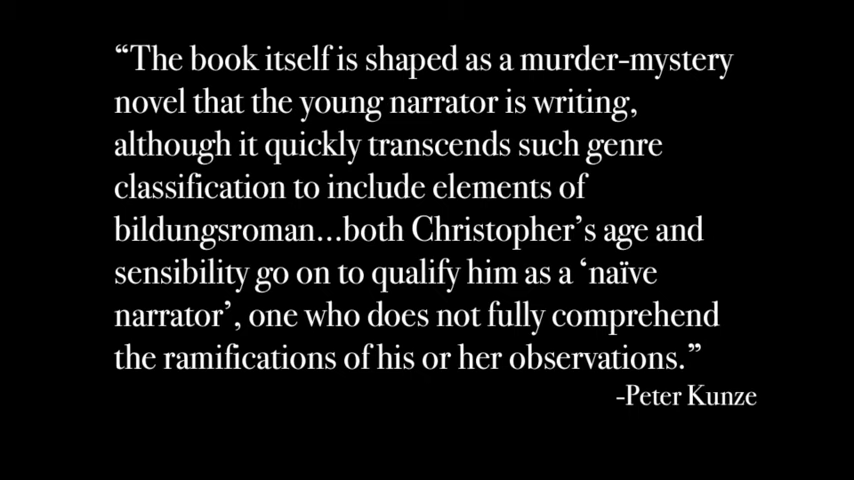 “The book itself is shaped as a murder-mystery
novel that the young narrator is writing,
although it quickly transcends such genre
classification to include elements of
bildungsroman...both Christopher’s age and
sensibility go on to qualify him as a ‘naïve
narrator’, one who does not fully comprehend
the ramifications of his or her observations.”
-Peter Kunze